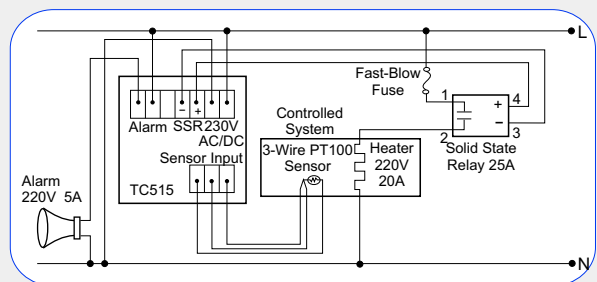 L
Fast-Blow
Fuse
1
+
4
2
−
3
Solid State
Relay 25A
− +
Alarm SSR 230V
AC/DC
Sensor Input
TC515
Controlled
System
3-Wire PT100
Sensor
Heater
220V
20A
Alarm
220V 5A
N